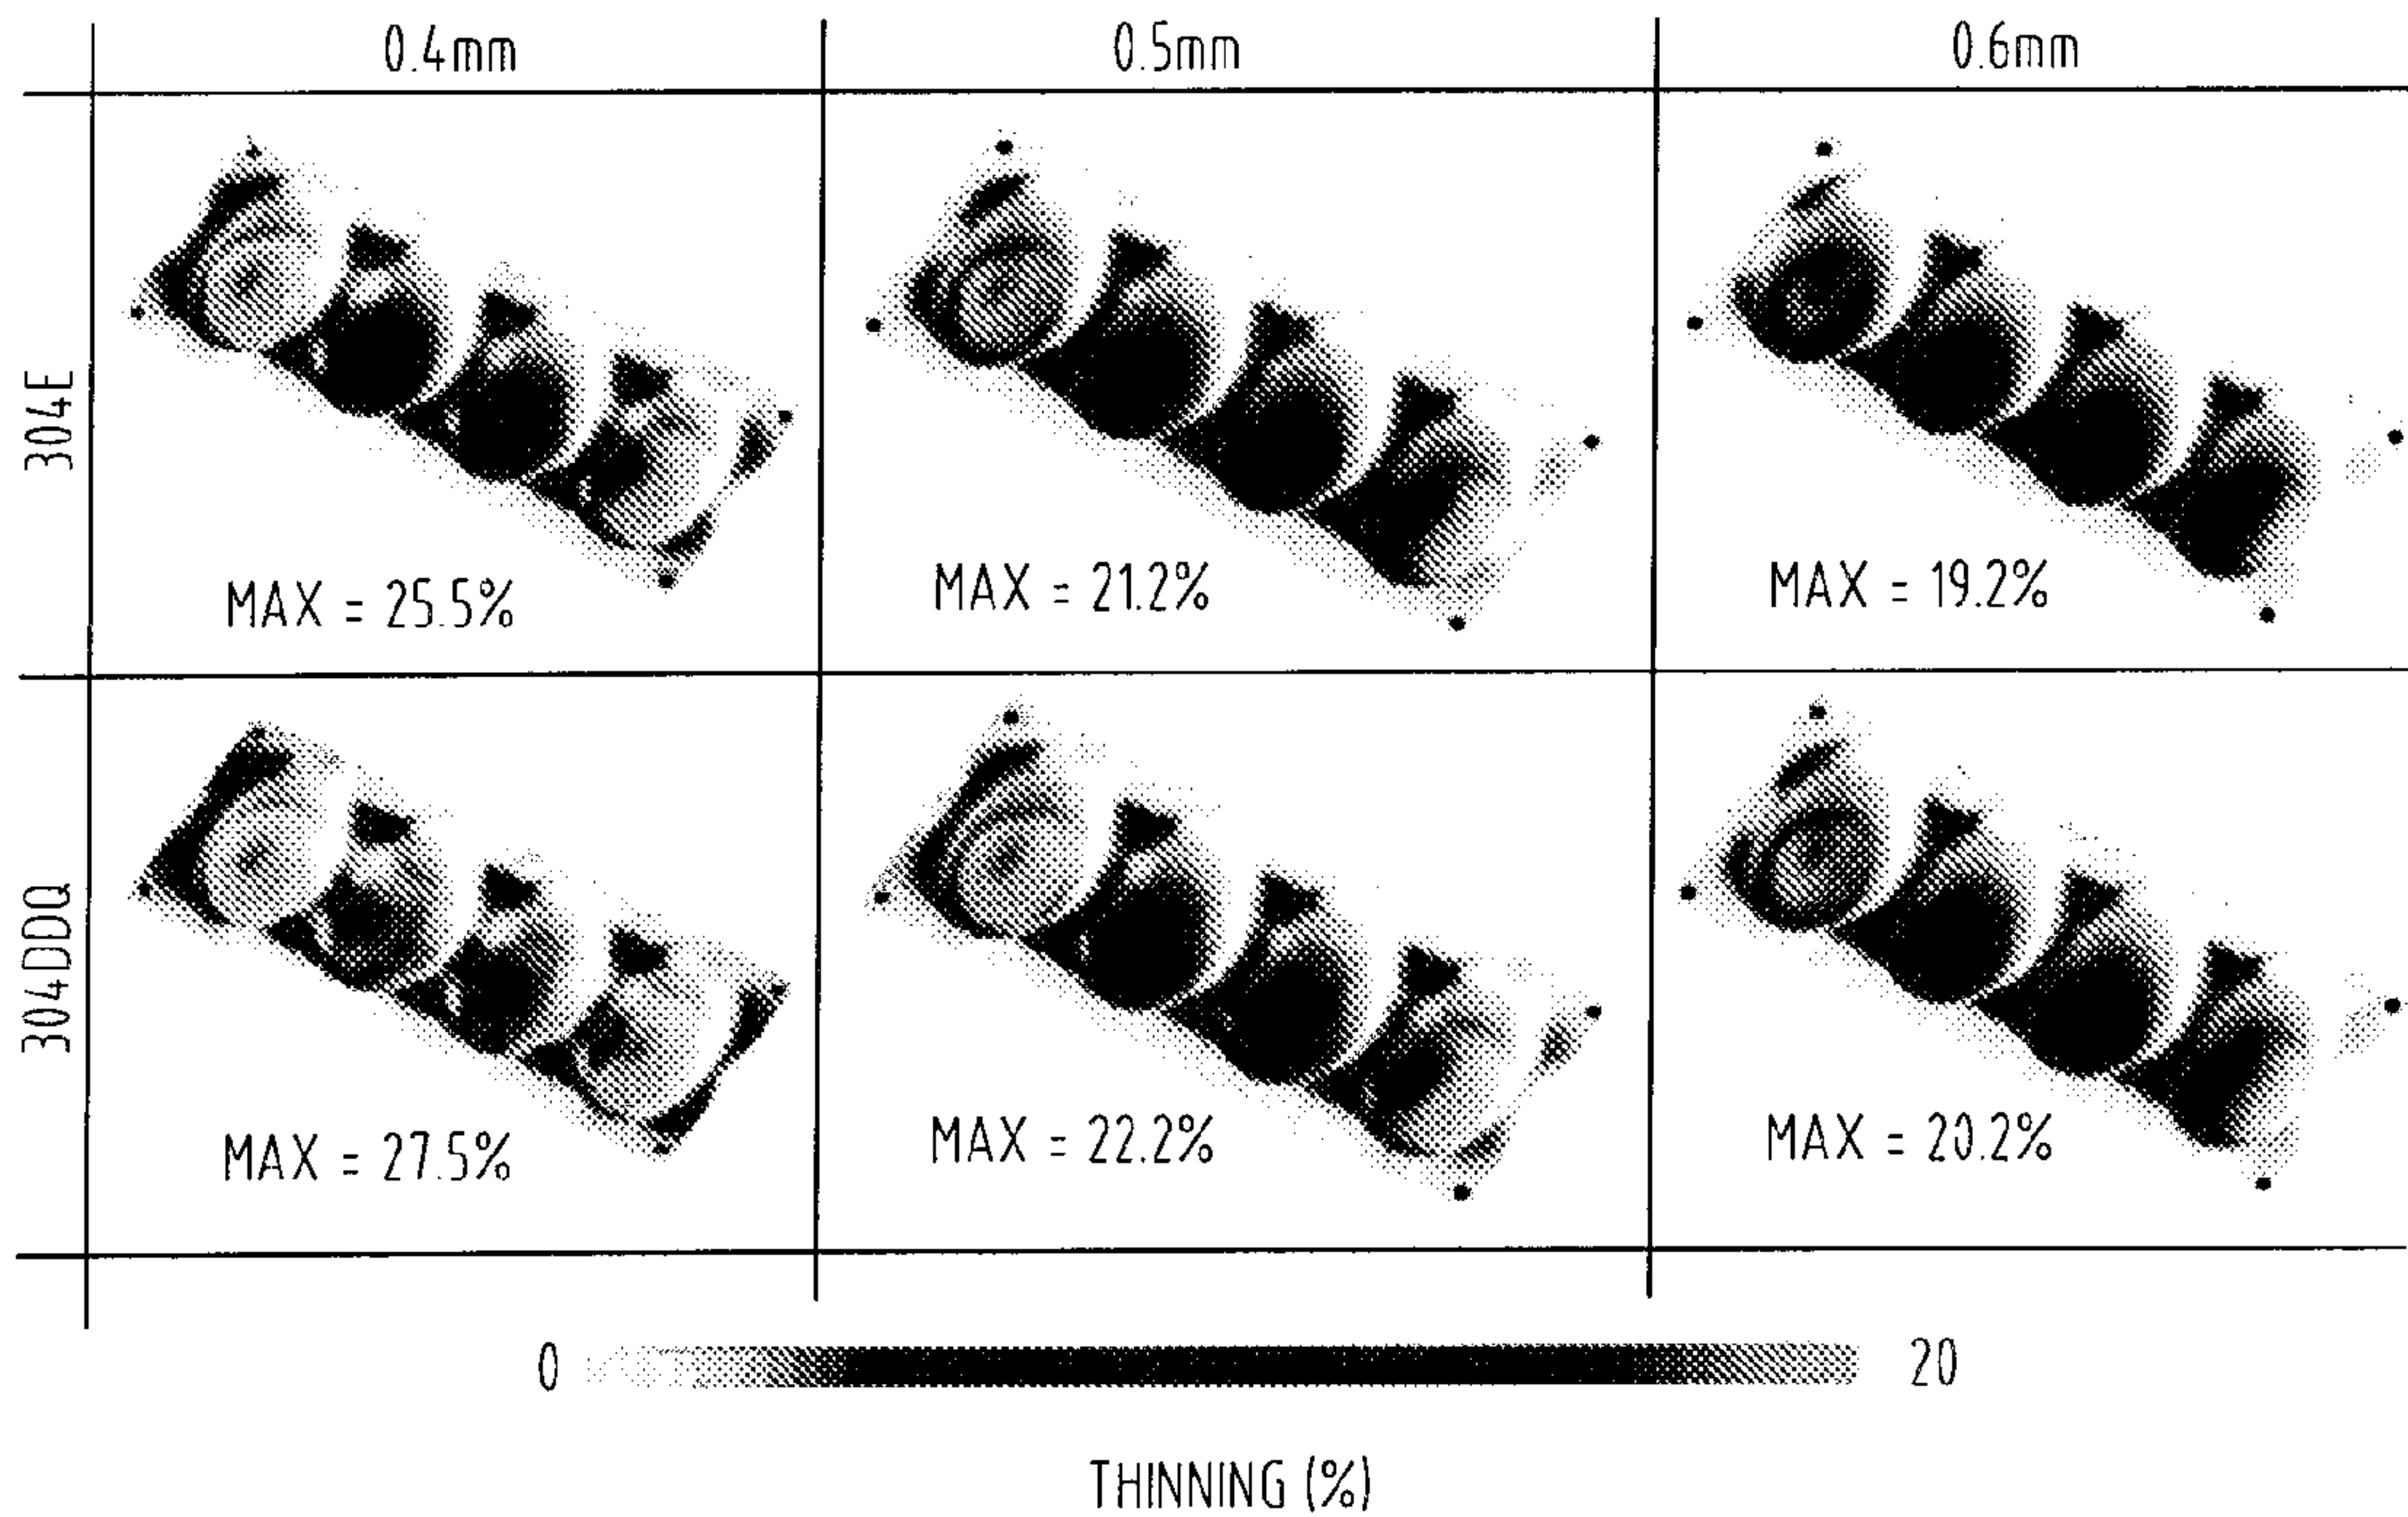 0.4mm 0.5mm 0.6mm
304E
MAX = 25.5% MAX = 21.2% MAX = 19.2%
304DDQ
MAX = 27.5% MAX = 22.2% MAX = 20.2%
0 20
THINNING (%)